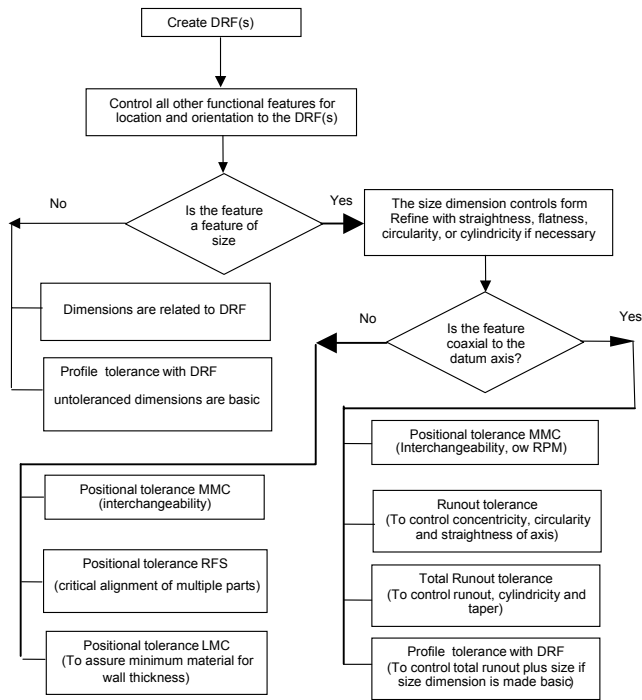 Create DRF(s)
Control all other functional features for
location and orientation to the DRF(s)
No
Is the feature
a feature of
size
Yes
The size dimension controls form
Refine with straightness, flatness,
circularity, or cylindricity if necessary
Dimensions are related to DRF
Profile tolerance with DRF
untoleranced dimensions are basic
No
Is the feature
coaxial to the
datum axis?
Yes
Positional tolerance MMC
(interchangeability)
Positional tolerance RFS
(critical alignment of multiple parts)
Positional tolerance LMC
(To assure minimum material for
wall thickness)
Positional tolerance MMC
(Interchangeability, ow RPM)
Runout tolerance
(To control concentricity, circularity
and straightness of axis)
Total Runout tolerance
(To control runout, cylindricity and
taper)
Profile tolerance with DRF
(To control total runout plus size if
size dimension is made basic)